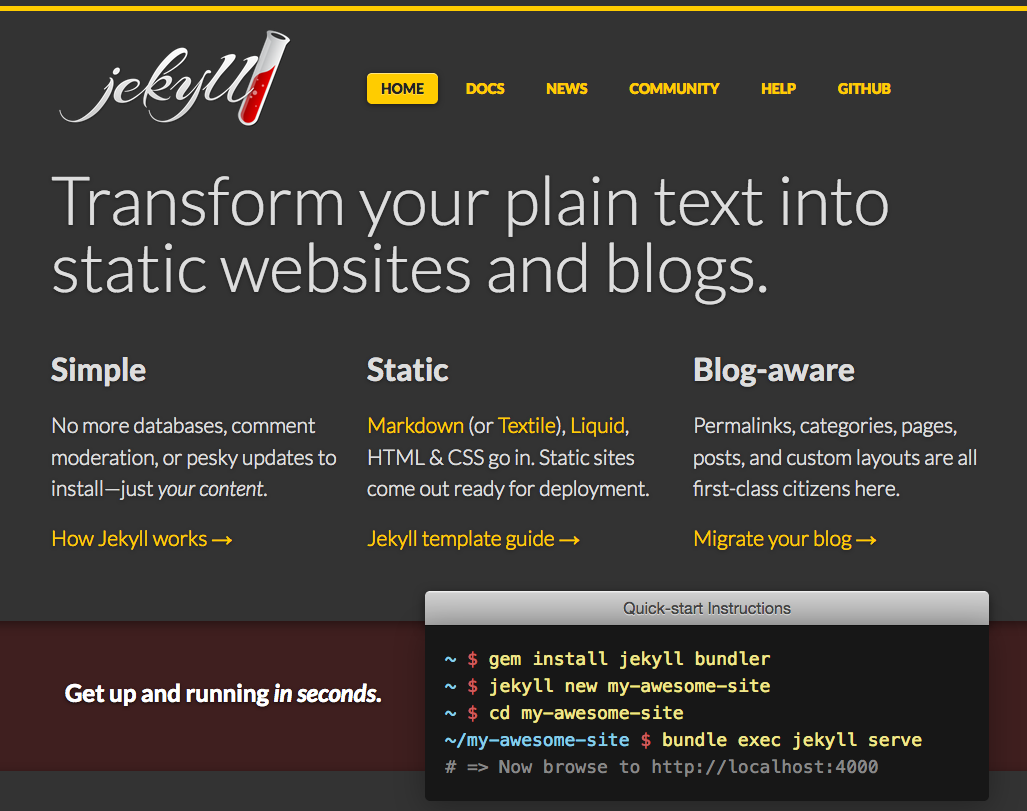 jekyll
HOME DOCS NEWS COMMUNITY HELP GITHUB
Transform your plain text into
static websites and blogs.
Simple
No more databases, comment
moderation, or pesky updates to
install—just your content.
How Jekyll works →
Static
Markdown (or Textile), Liquid,
HTML & CSS go in. Static sites
come out ready for deployment.
Jekyll template guide →
Blog-aware
Permalinks, categories, pages,
posts, and custom layouts are all
first-class citizens here.
Migrate your blog →
Get up and running in seconds.
Quick-start Instructions
~ $ gem install jekyll bundler
~ $ jekyll new my-awesome-site
~ $ cd my-awesome-site
~/my-awesome-site $ bundle exec jekyll serve
# => Now browse to http://localhost:4000